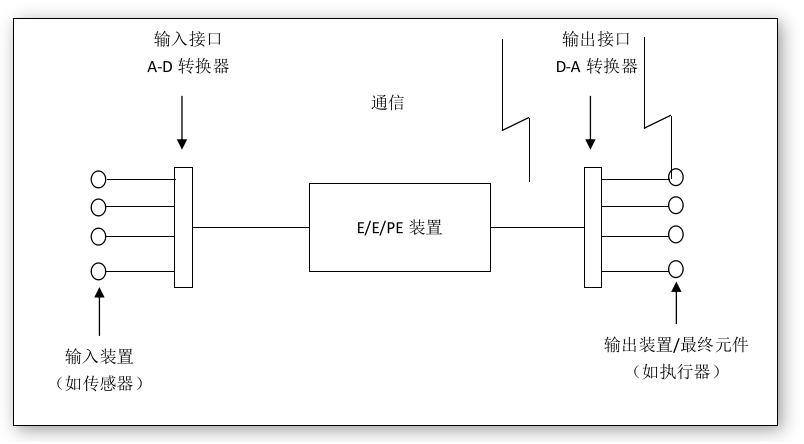 输入接口
A-D 转换器
输出接口
D-A 转换器
通信
E/E/PE 装置
输入装置
（如传感器）
输出装置/最终元件
（如执行器）